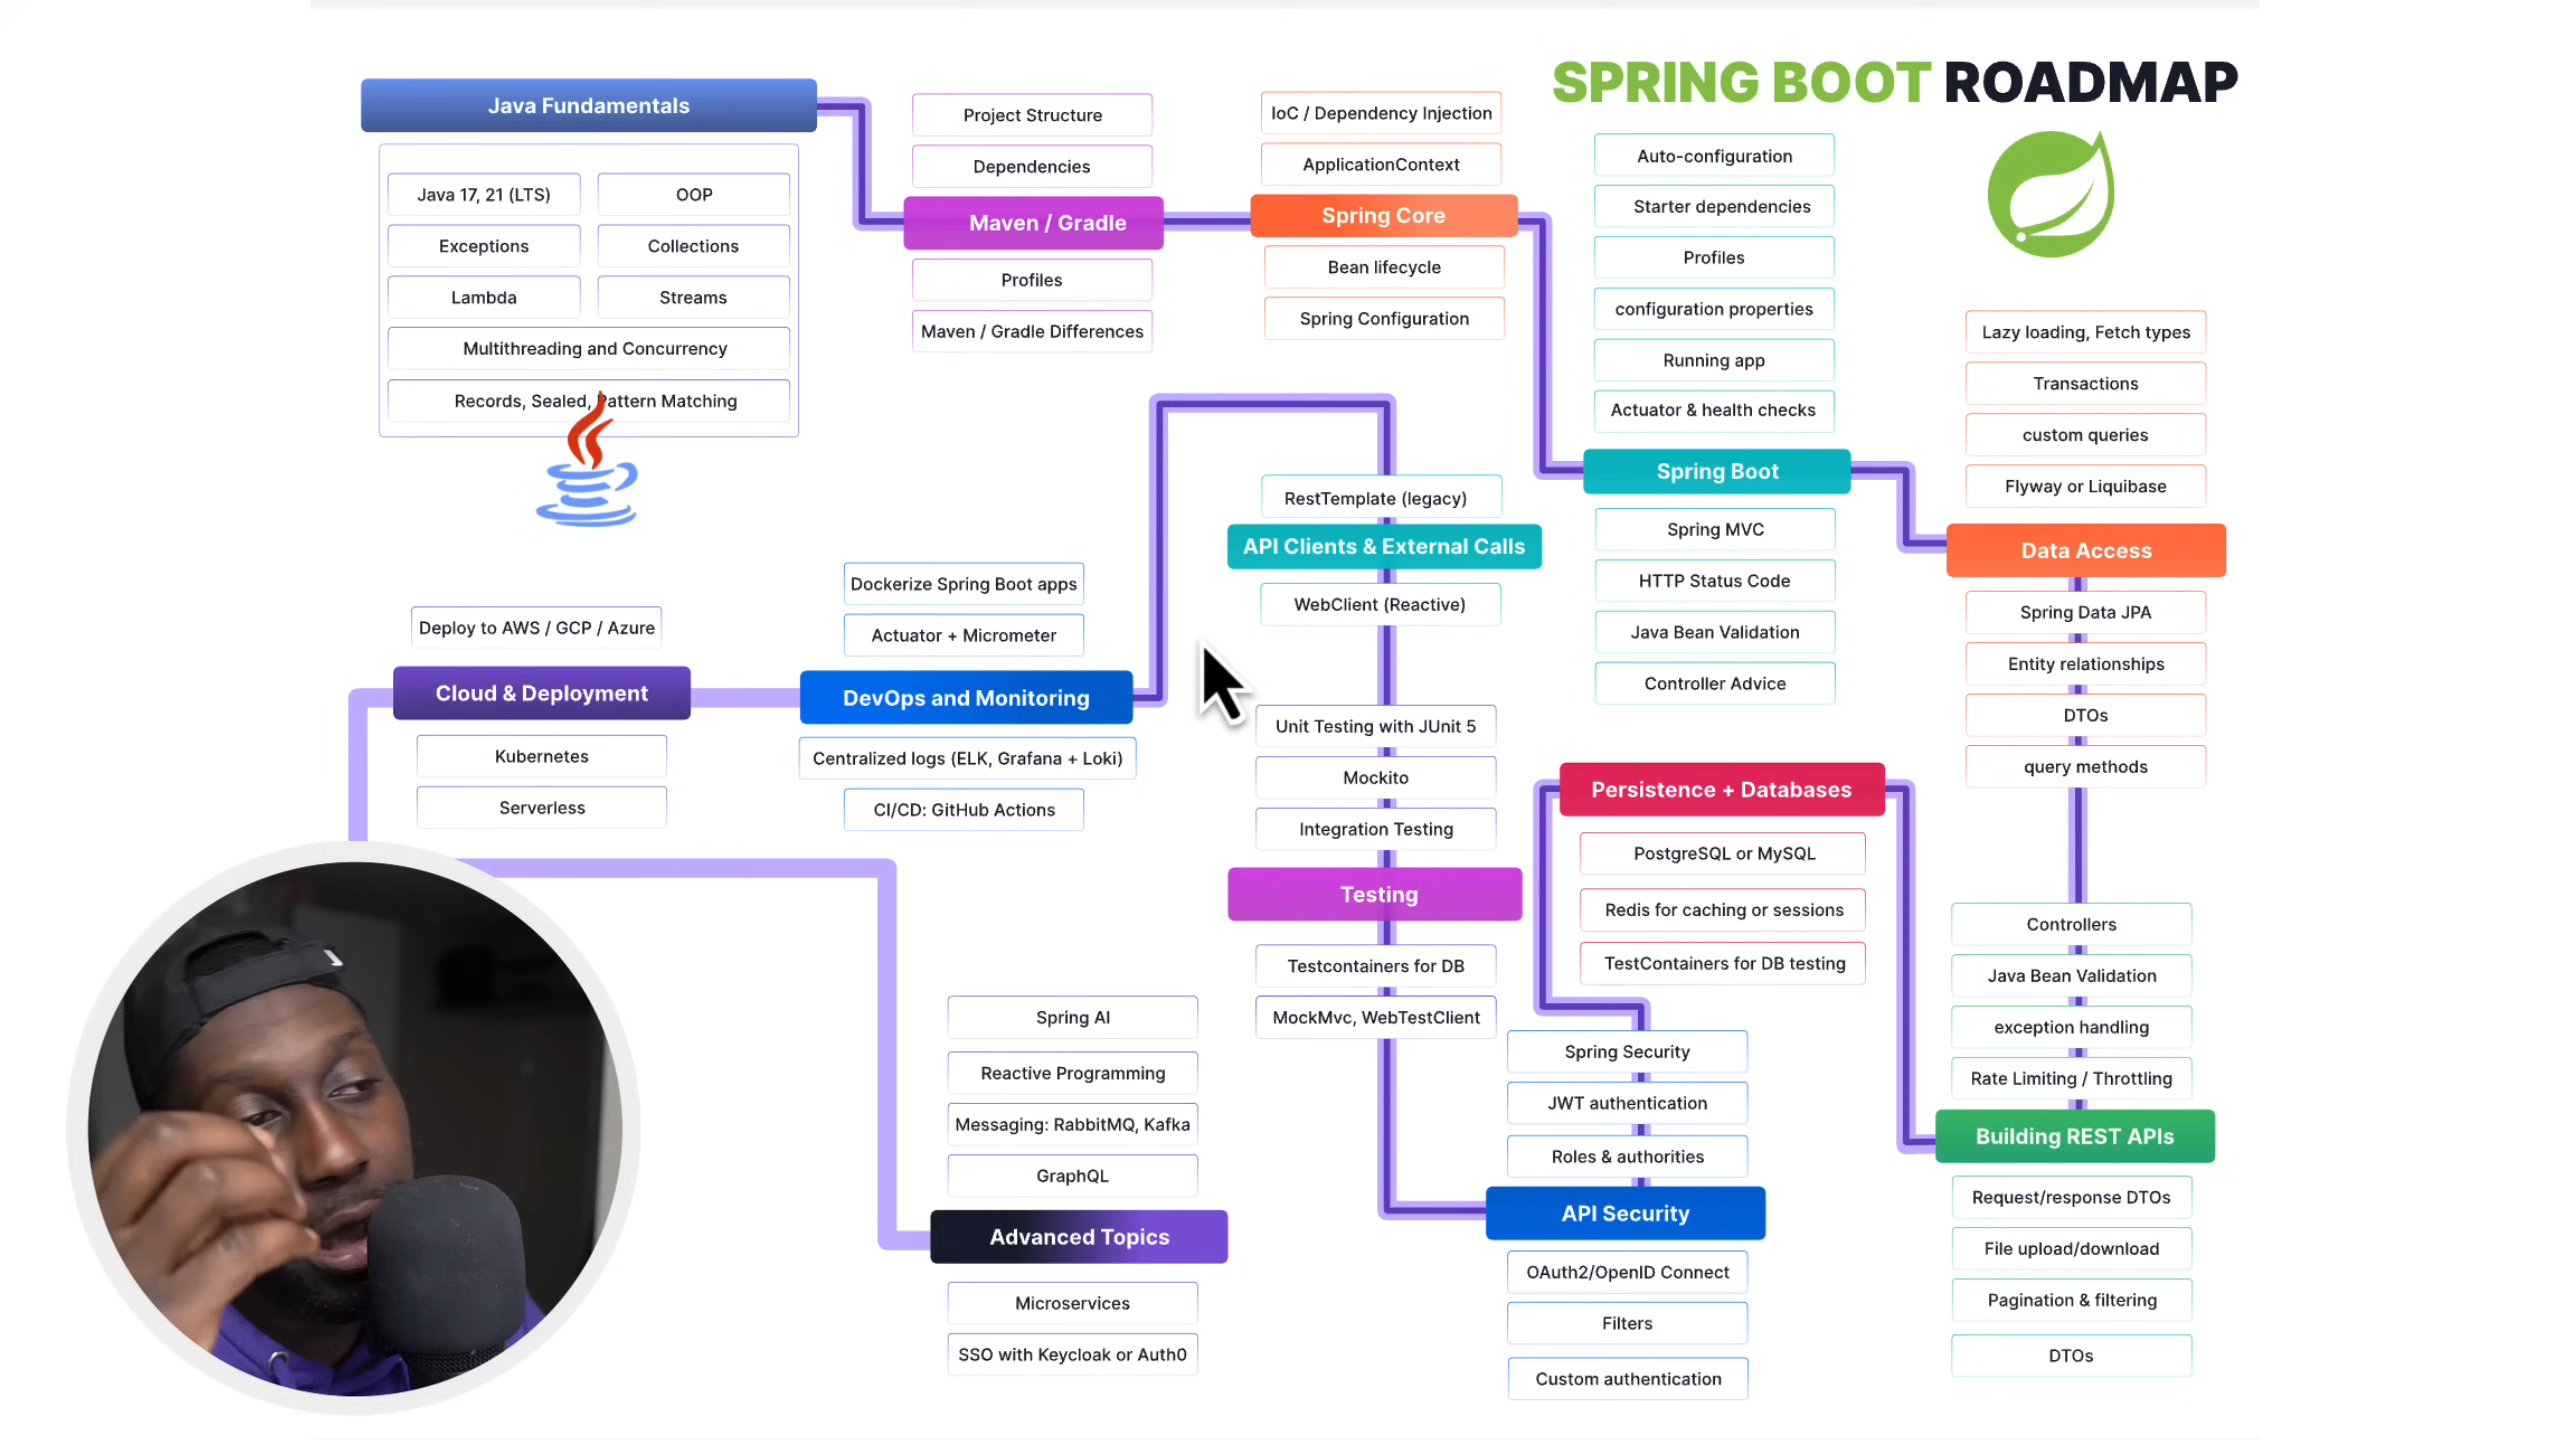 SPRING BOOT ROADMAP
Java Fundamentals
Java 17, 21 (LTS)
OOP
Exceptions
Collections
Lambda
Streams
Multithreading and Concurrency
Records, Sealed, Pattern Matching
Project Structure
Dependencies
Maven / Gradle
Profiles
Maven / Gradle Differences
IoC / Dependency Injection
ApplicationContext
Spring Core
Bean lifecycle
Spring Configuration
Auto-configuration
Starter dependencies
Profiles
configuration properties
Running app
Actuator & health checks
Spring Boot
Spring MVC
HTTP Status Code
Java Bean Validation
Controller Advice
Lazy loading, Fetch types
Transactions
custom queries
Flyway or Liquibase
Data Access
Spring Data JPA
Entity relationships
DTOs
query methods
Controllers
Java Bean Validation
exception handling
Rate Limiting / Throttling
Building REST APIs
Request/response DTOs
File upload/download
Pagination & filtering
DTOs
Persistence + Databases
PostgreSQL or MySQL
Redis for caching or sessions
TestContainers for DB testing
Spring Security
JWT authentication
Roles & authorities
API Security
OAuth2/OpenID Connect
Filters
Custom authentication
RestTemplate (legacy)
API Clients & External Calls
WebClient (Reactive)
Unit Testing with JUnit 5
Mockito
Integration Testing
Testing
Testcontainers for DB
MockMvc, WebTestClient
Dockerize Spring Boot apps
Actuator + Micrometer
DevOps and Monitoring
Centralized logs (ELK, Grafana + Loki)
CI/CD: GitHub Actions
Deploy to AWS / GCP / Azure
Cloud & Deployment
Kubernetes
Serverless
Spring AI
Reactive Programming
Messaging: RabbitMQ, Kafka
GraphQL
Advanced Topics
Microservices
SSO with Keycloak or Auth0